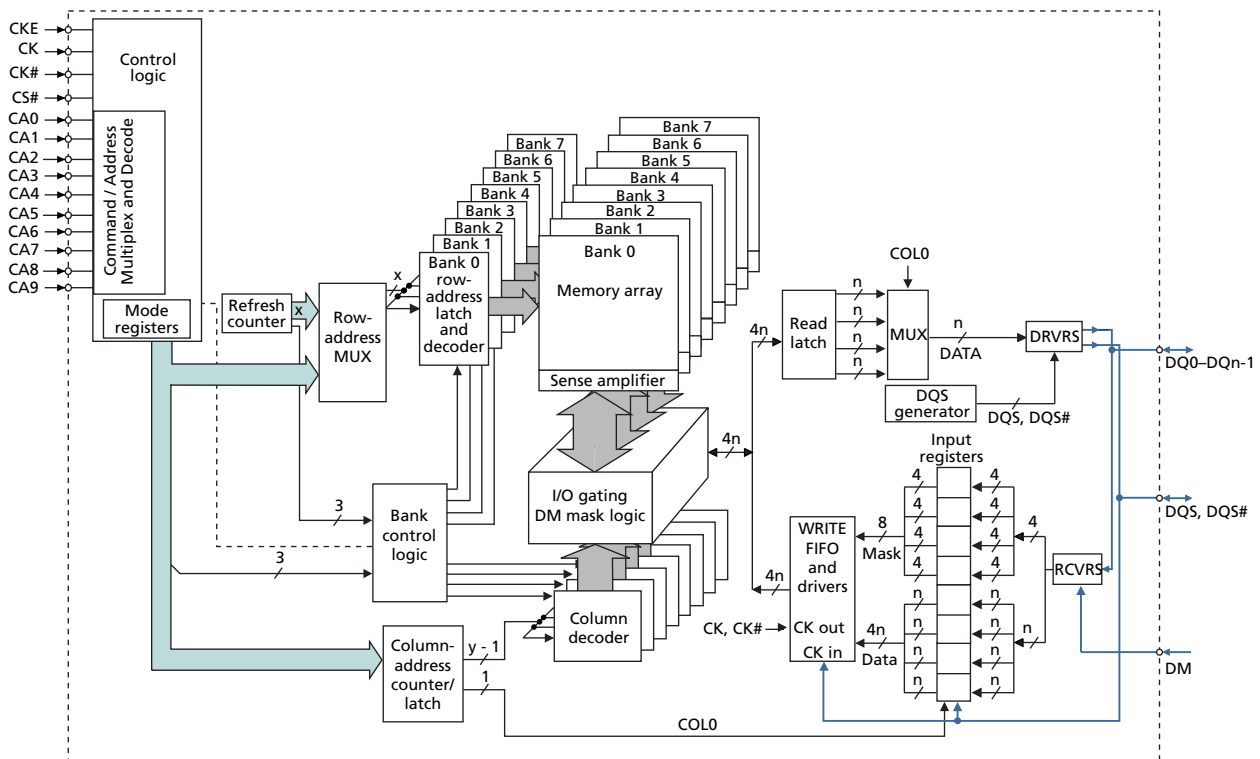 CKE
CK
CK#
CS#
CA0
CA1
CA2
CA3
CA4
CA5
CA6
CA7
CA8
CA9
Control
logic
Command / Address
Multiplex and Decode
Mode
registers
Refresh
counter
x
Row-
address
MUX
x
Bank 7
Bank 6
Bank 5
Bank 4
Bank 3
Bank 2
Bank 1
Bank 0
row-
address
latch
and
decoder
Bank 7
Bank 6
Bank 5
Bank 4
Bank 3
Bank 2
Bank 1
Bank 0
Memory array
Sense amplifier
3
3
Bank
control
logic
I/O gating
DM mask logic
Column
decoder
Column-
address
counter/
latch
y - 1
1
COL0
4n
4n
4n
Read
latch
n
n
n
n
COL0
MUX
n
DATA
DRVRS
DQS
generator
DQS, DQS#
Input
registers
4
4
4
4
n
n
n
n
4
4
4
4
n
n
n
n
4
n
RCVRS
8
Mask
4n
Data
WRITE
FIFO
and
drivers
CK out
CK in
CK, CK#
DQ0–DQn-1
DQS, DQS#
DM